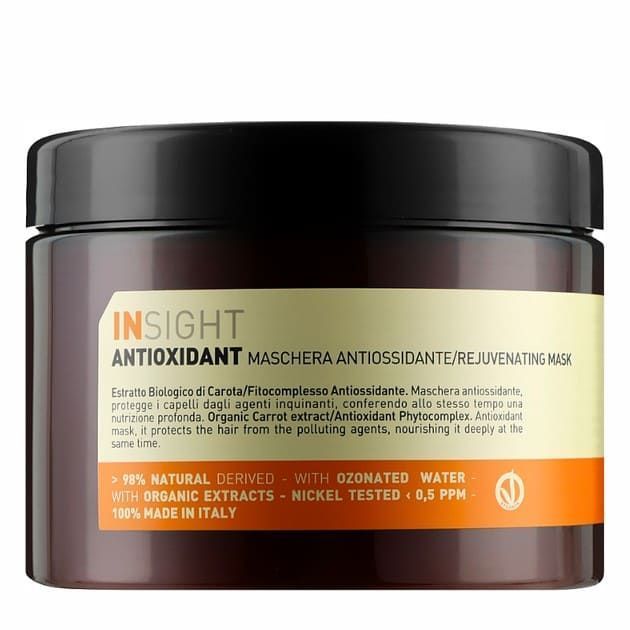 INSIGHT
ANTIOXIDANT MASCHERA ANTIOSSIDANTE/REJUVENATING MASK
Estratto Biologico di Carota/Fitocomplesso Antiossidante. Maschera antiossidante,
protegge i capelli dagli agenti inquinanti, conferendo allo stesso tempo una
nutrizione profonda. Organic Carrot extract/Antioxidant Phytocomplex. Antioxidant
mask, it protects the hair from the polluting agents, nourishing it deeply at the
same time.
> 98% NATURAL DERIVED - WITH OZONATED WATER -
WITH ORGANIC EXTRACTS - NICKEL TESTED < 0,5 PPM -
100% MADE IN ITALY